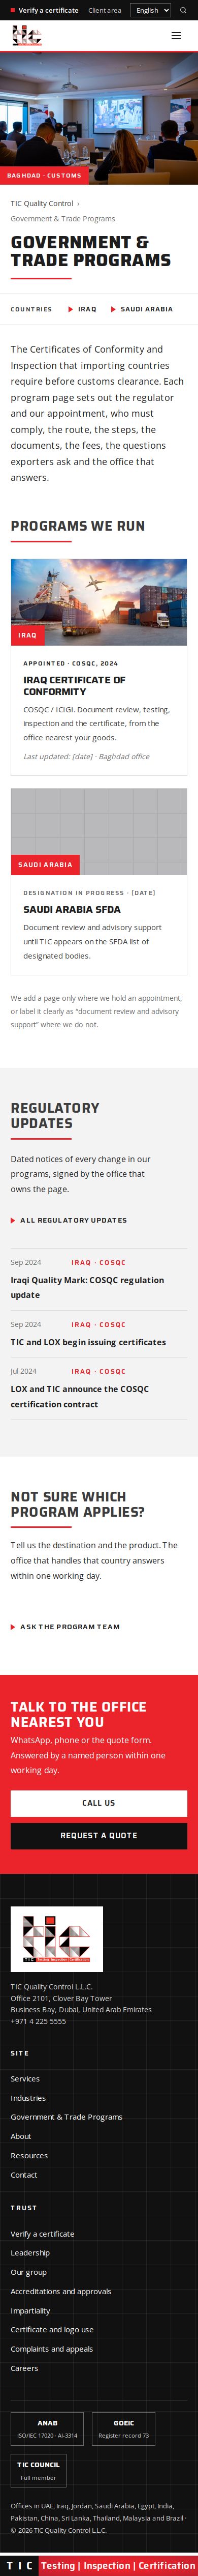 Verify a certificate Client area English
BAGHDAD · CUSTOMS
TIC Quality Control ›
Government & Trade Programs
GOVERNMENT &
TRADE PROGRAMS
COUNTRIES IRAQ SAUDI ARABIA
The Certificates of Conformity and
Inspection that importing countries
require before customs clearance. Each
program page sets out the regulator
and our appointment, who must
comply, the route, the steps, the
documents, the fees, the questions
exporters ask and the office that
answers.
PROGRAMS WE RUN
IRAQ
APPOINTED · COSQC, 2024
IRAQ CERTIFICATE OF
CONFORMITY
COSQC / ICIGI. Document review, testing,
inspection and the certificate, from the
office nearest your goods.
Last updated: [date] · Baghdad office
SAUDI ARABIA
DESIGNATION IN PROGRESS · [DATE]
SAUDI ARABIA SFDA
Document review and advisory support
until TIC appears on the SFDA list of
designated bodies.
We add a page only where we hold an appointment,
or label it clearly as "document review and advisory
support" where we do not.
REGULATORY
UPDATES
Dated notices of every change in our
programs, signed by the office that
owns the page.
ALL REGULATORY UPDATES
Sep 2024 IRAQ · COSQC
Iraqi Quality Mark: COSQC regulation
update
Sep 2024 IRAQ · COSQC
TIC and LOX begin issuing certificates
Jul 2024 IRAQ · COSQC
LOX and TIC announce the COSQC
certification contract
NOT SURE WHICH
PROGRAM APPLIES?
Tell us the destination and the product. The
office that handles that country answers
within one working day.
ASK THE PROGRAM TEAM
TALK TO THE OFFICE
NEAREST YOU
WhatsApp, phone or the quote form.
Answered by a named person within one
working day.
CALL US
REQUEST A QUOTE
tic
TIC Testing | Inspection | Certification
TIC Quality Control L.L.C.
Office 2101, Clover Bay Tower
Business Bay, Dubai, United Arab Emirates
+971 4 225 5555
SITE
Services
Industries
Government & Trade Programs
About
Resources
Contact
TRUST
Verify a certificate
Leadership
Our group
Accreditations and approvals
Impartiality
Certificate and logo use
Complaints and appeals
Careers
ANAB
ISO/IEC 17020 · AI-3314
GOEIC
Register record 73
TIC COUNCIL
Full member
Offices in UAE, Iraq, Jordan, Saudi Arabia, Egypt, India,
Pakistan, China, Sri Lanka, Thailand, Malaysia and Brazil ·
© 2026 TIC Quality Control L.L.C.
TIC Testing | Inspection | Certification